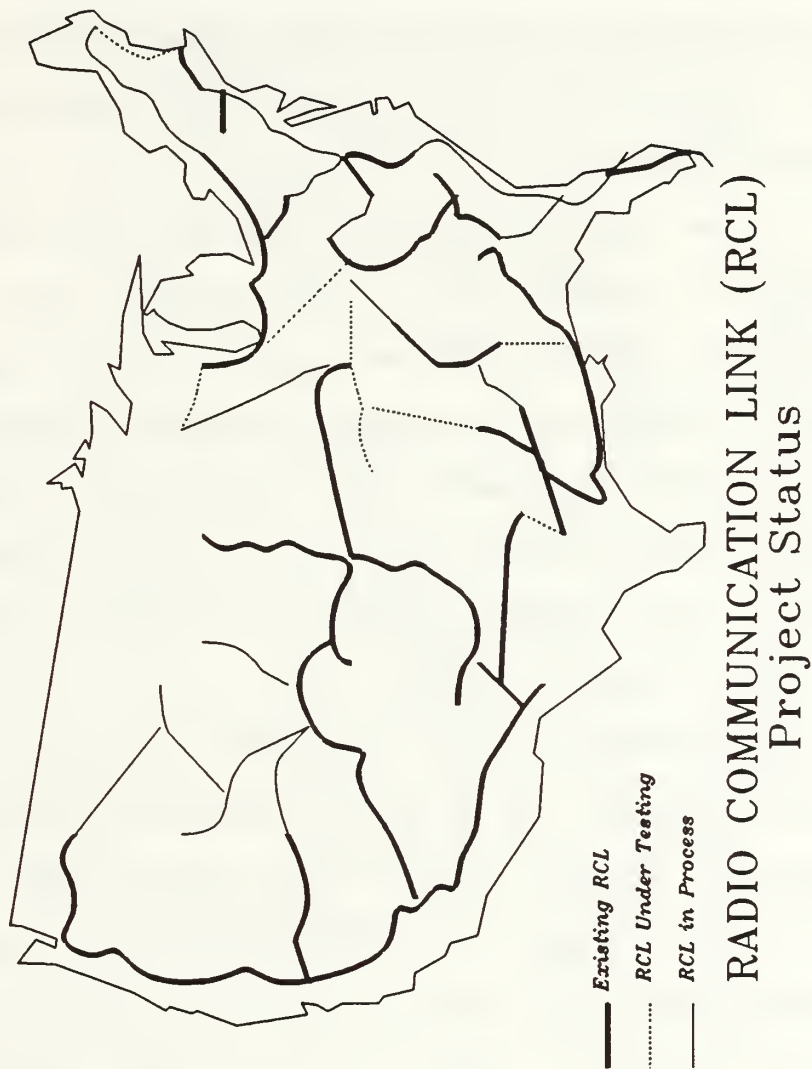 Existing RCL
RCL Under Testing
RCL in Process
RADIO COMMUNICATION LINK (RCL)
Project Status